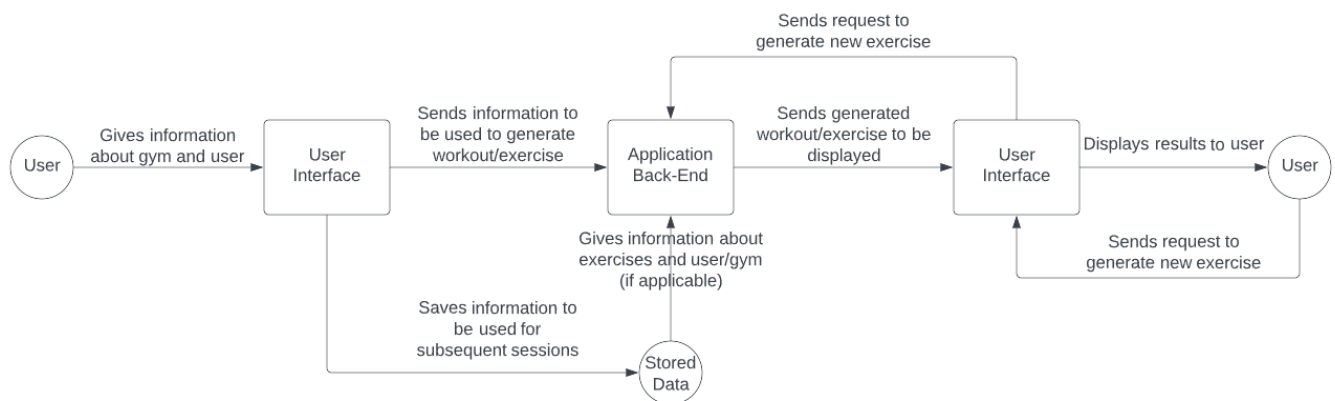 Sends request to
generate new exercise
Sends information to
be used to generate
workout/exercise
Sends generated
workout/exercise to be
displayed
Gives information
about gym and user
User
User
Interface
Application
Back-End
User
Interface
Displays results to user
User
Gives information about
exercises and user/gym
(if applicable)
Sends request to
generate new exercise
Saves information to
be used for
subsequent sessions
Stored
Data